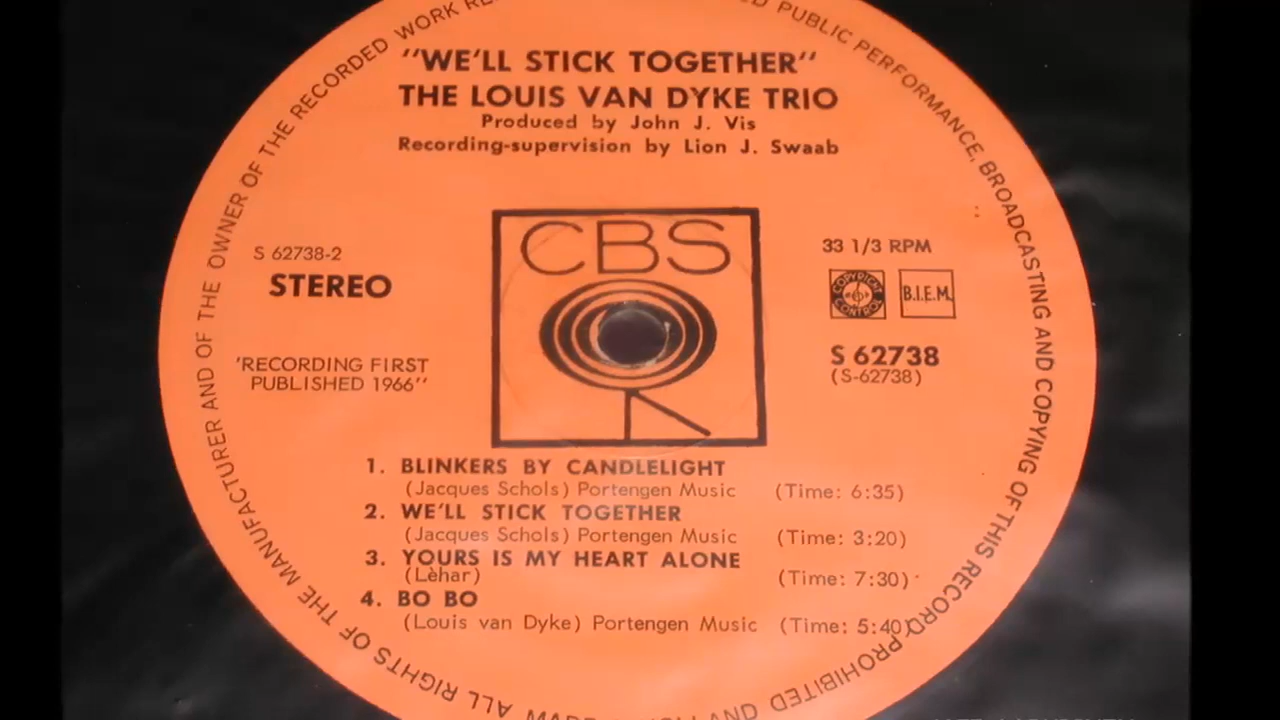 "WE'LL STICK TOGETHER"
THE LOUIS VAN DYKE TRIO
Produced by John J. Vis
Recording-supervision by Lion J. Swaab
CBS
S 62738-2
STEREO
'RECORDING FIRST
PUBLISHED 1966"
33 1/3 RPM
COPYRIGHT CONTROL
B.I.E.M.
S 62738
(S-62738)
1. BLINKERS BY CANDLELIGHT
(Jacques Schols) Portengen Music (Time: 6:35)
2. WE'LL STICK TOGETHER
(Jacques Schols) Portengen Music (Time: 3:20)
3. YOURS IS MY HEART ALONE
(Lèhar) (Time: 7:30)
4. BO BO
(Louis van Dyke) Portengen Music (Time: 5:40)
ALL RIGHTS OF THE MANUFACTURER AND OF THE OWNER OF THE RECORDED WORK
PUBLIC PERFORMANCE, BROADCASTING AND COPYING OF THIS RECORD PROHIBITED